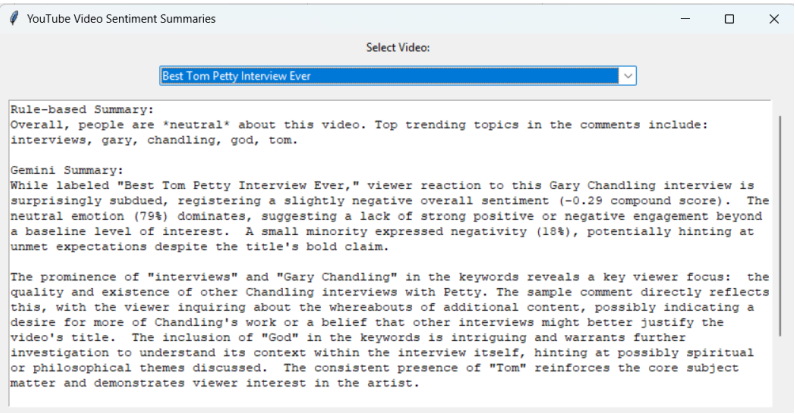 YouTube Video Sentiment Summaries
Select Video:
Best Tom Petty Interview Ever
Rule-based Summary:
Overall, people are *neutral* about this video. Top trending topics in the comments include:
interviews, gary, chandling, god, tom.
Gemini Summary:
While labeled "Best Tom Petty Interview Ever," viewer reaction to this Gary Chandling interview is
surprisingly subdued, registering a slightly negative overall sentiment (-0.29 compound score).  The
neutral emotion (79%) dominates, suggesting a lack of strong positive or negative engagement beyond
a baseline level of interest.  A small minority expressed negativity (18%), potentially hinting at
unmet expectations despite the title's bold claim.
The prominence of "interviews" and "Gary Chandling" in the keywords reveals a key viewer focus:  the
quality and existence of other Chandling interviews with Petty. The sample comment directly reflects
this, with the viewer inquiring about the whereabouts of additional content, possibly indicating a
desire for more of Chandling's work or a belief that other interviews might better justify the
video's title.  The inclusion of "God" in the keywords is intriguing and warrants further
investigation to understand its context within the interview itself, hinting at possibly spiritual
or philosophical themes discussed.  The consistent presence of "Tom" reinforces the core subject
matter and demonstrates viewer interest in the artist.